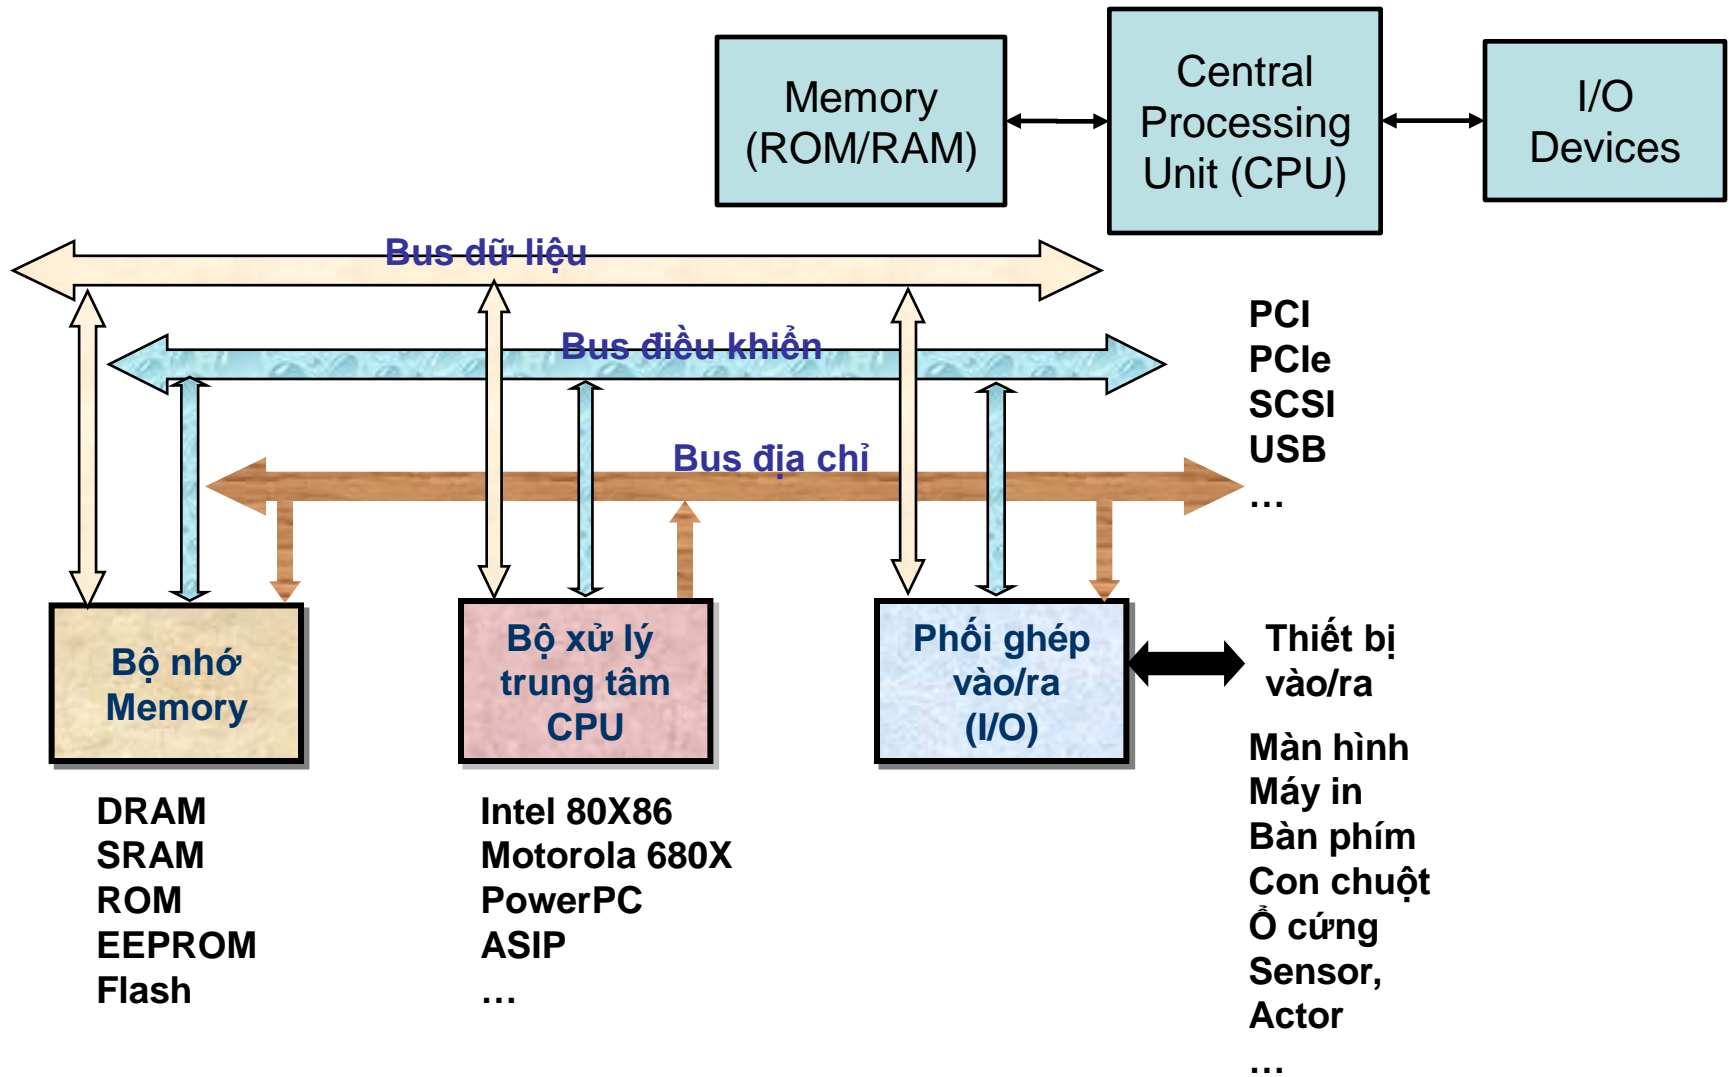 Memory
(ROM/RAM)
Central
Processing
Unit (CPU)
I/O
Devices
Bus dữ liệu
Bus điều khiển
Bus địa chỉ
PCI
PCIe
SCSI
USB
…
Bộ nhớ
Memory
Bộ xử lý
trung tâm
CPU
Phối ghép
vào/ra
(I/O)
Thiết bị
vào/ra
DRAM
SRAM
ROM
EEPROM
Flash
Intel 80X86
Motorola 680X
PowerPC
ASIP
…
Màn hình
Máy in
Bàn phím
Con chuột
Ổ cứng
Sensor,
Actor
…